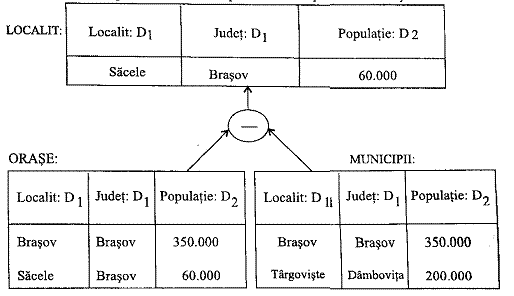 LOCALIT: Localit: D1 Județ: D1 Populație: D2
Săcele Brașov 60.000
—
ORAȘE: MUNICIPII:
Localit: D1 Județ: D1 Populație: D2 Localit: D1 Județ: D1 Populație: D2
Brașov Brașov 350.000 Brașov Brașov 350.000
Săcele Brașov 60.000 Târgoviște Dâmbovița 200.000